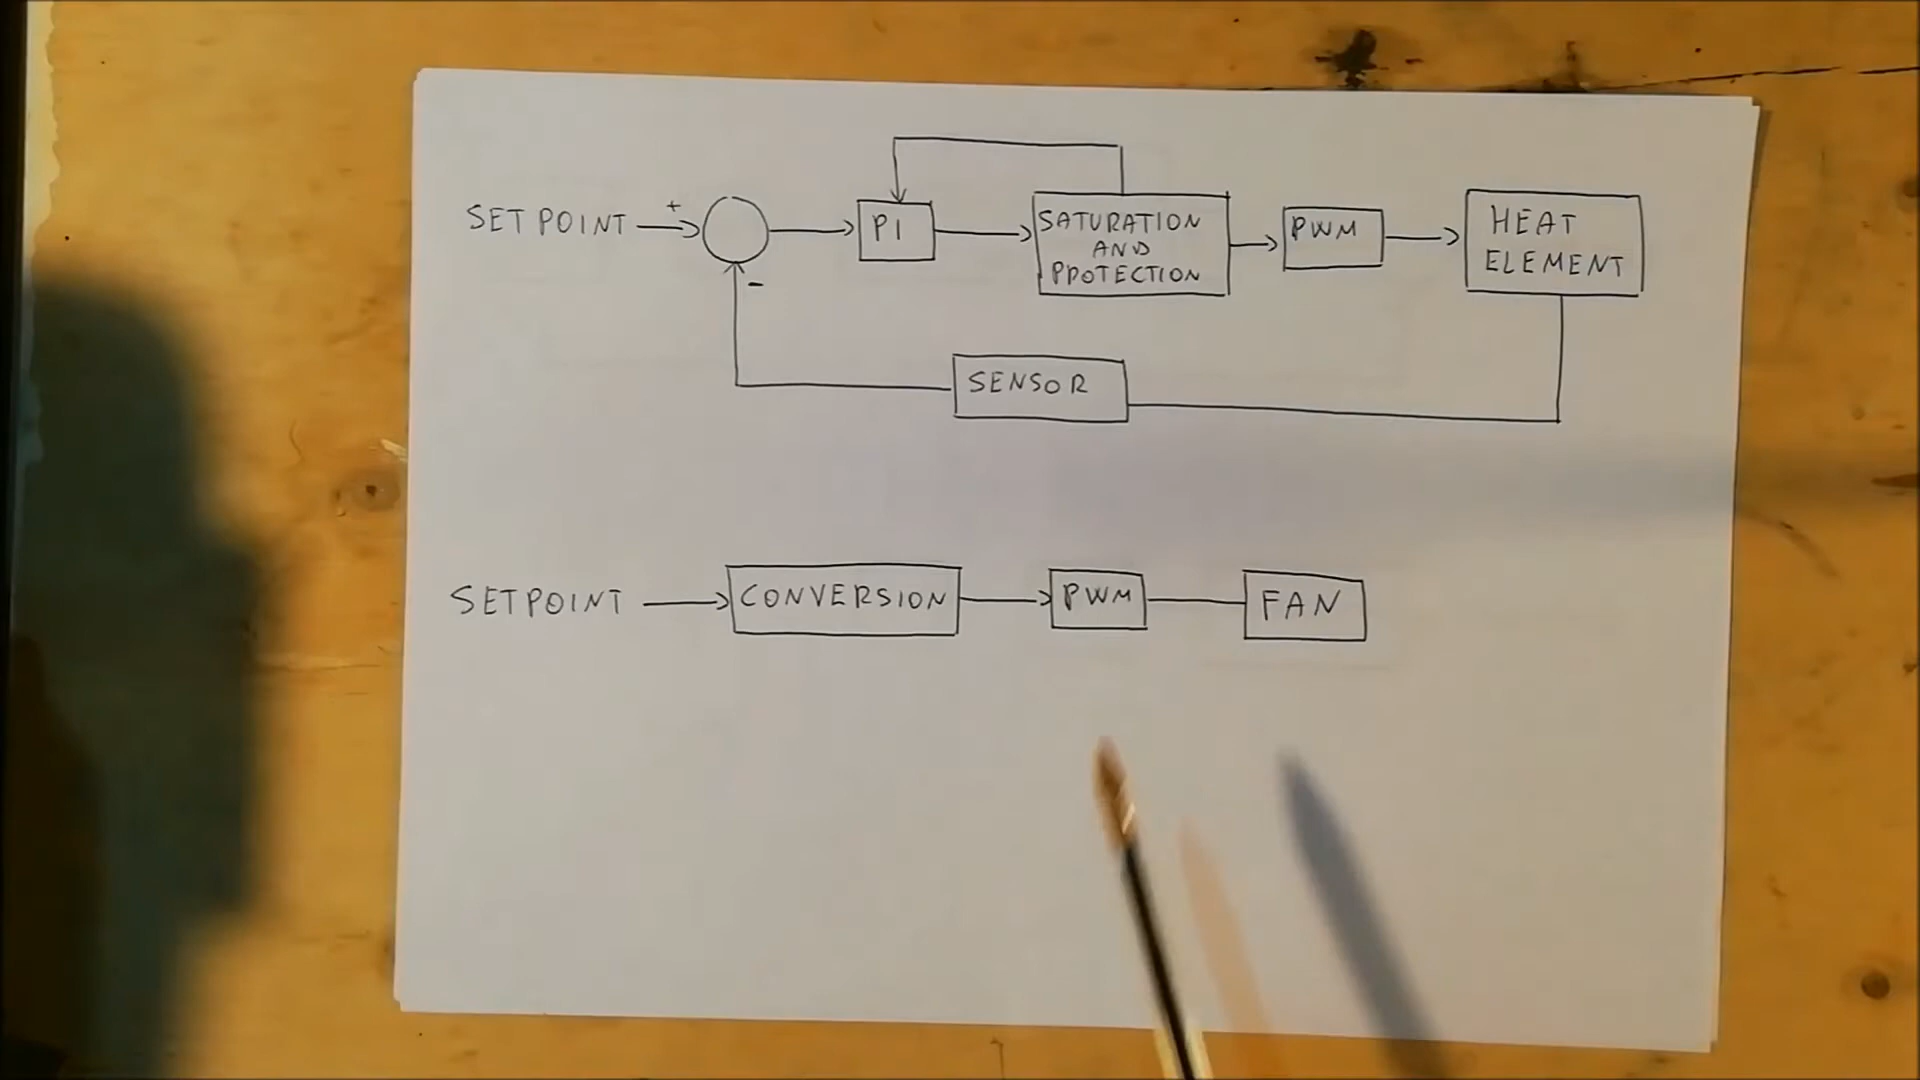 SETPOINT
+
-
PI
SATURATION
AND
PPOTECTION
PWM
HEAT
ELEMENT
SENSOR
SETPOINT
CONVERSION
PWM
FAN